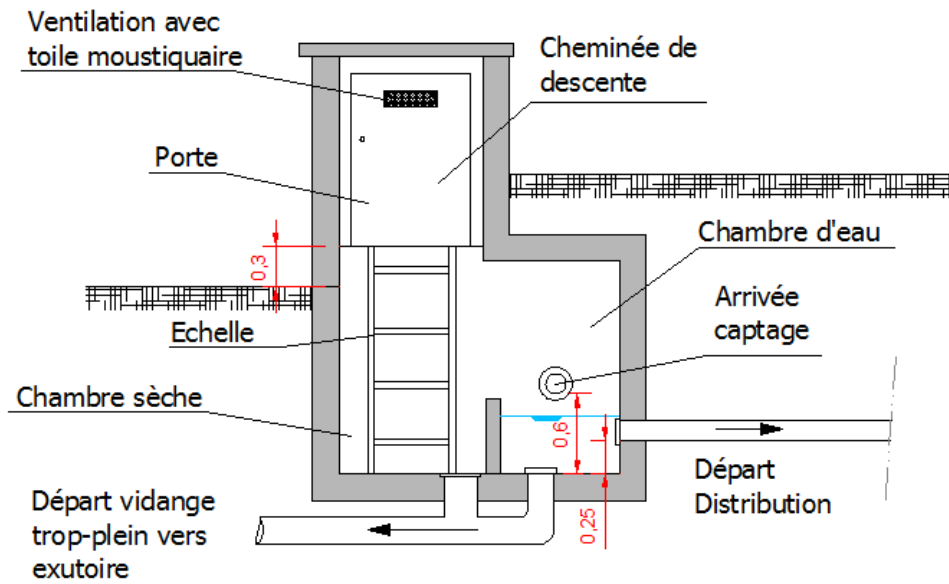 Ventilation avec
toile moustiquaire
Cheminée de
descente
Porte
Chambre d'eau
0,3
Arrivée
captage
Echelle
Chambre sèche
0,6
Départ
Distribution
Départ vidange
trop-plein vers
exutoire
0,25